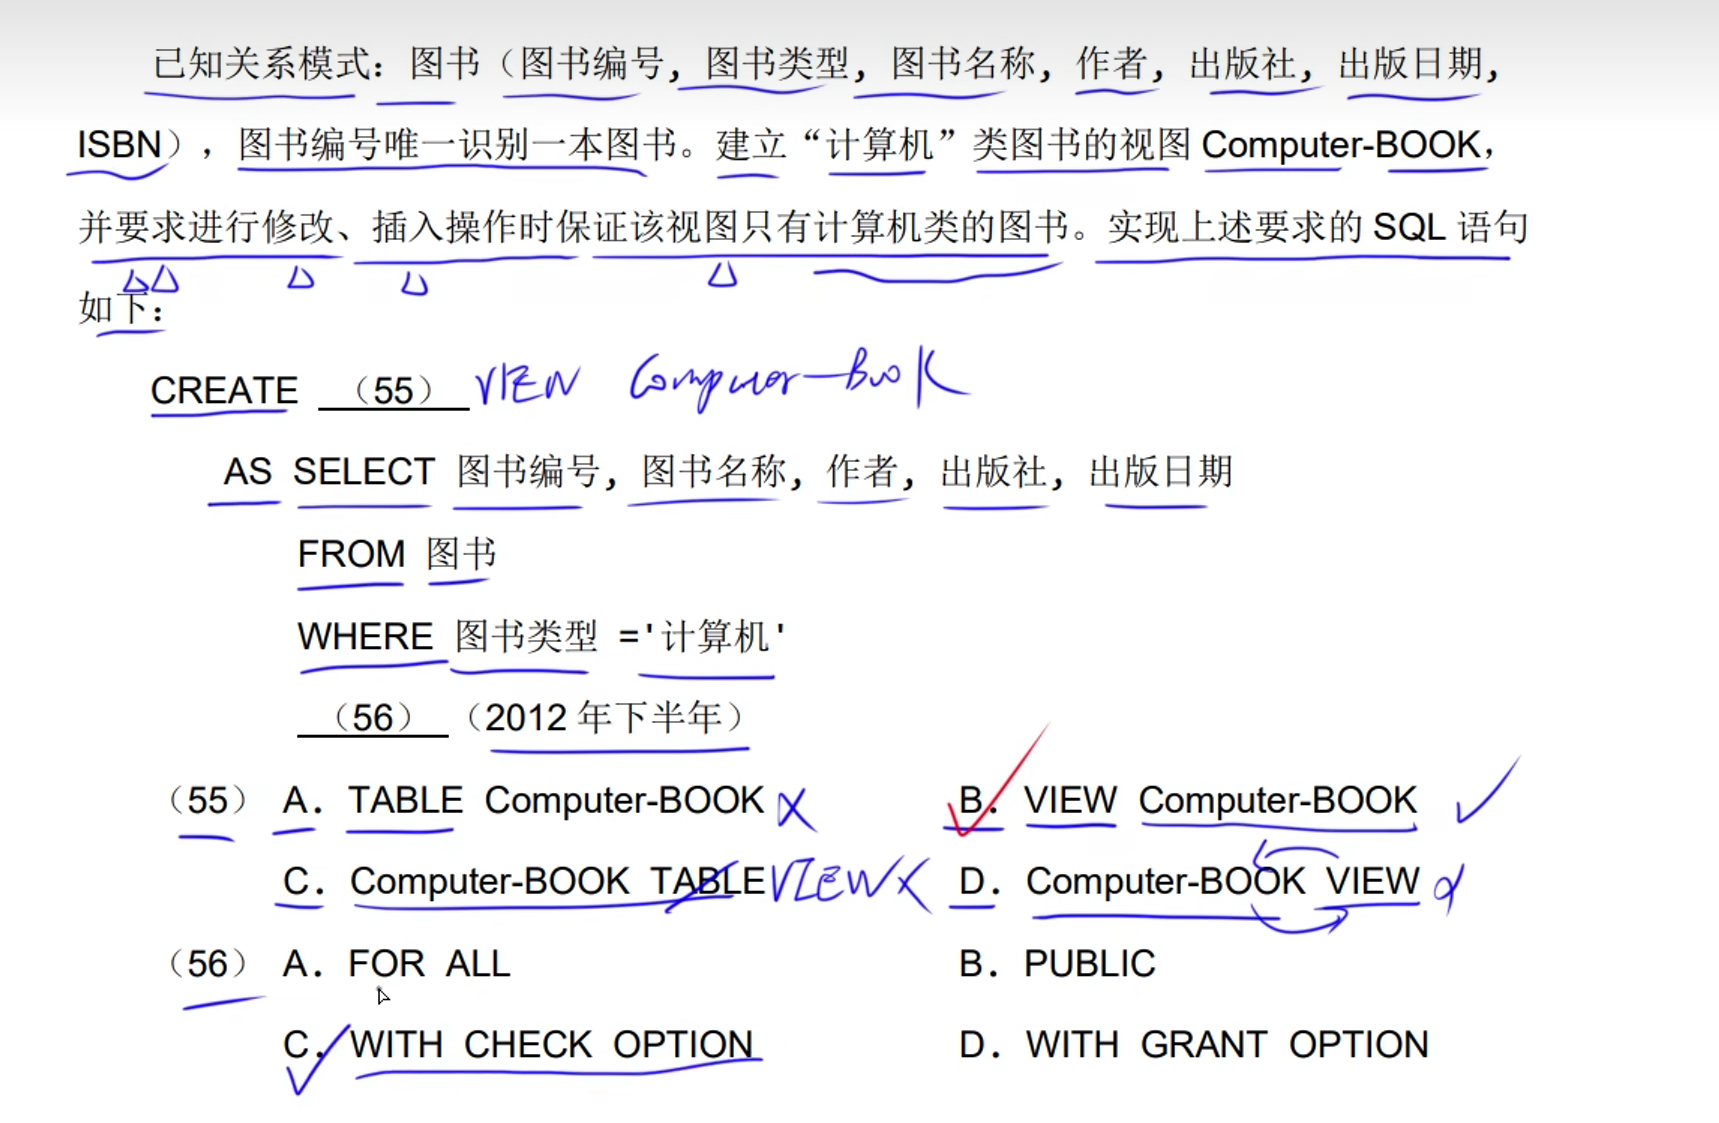 已知关系模式：图书（图书编号，图书类型，图书名称，作者，出版社，出版日期，
ISBN），图书编号唯一识别一本图书。建立“计算机”类图书的视图 Computer-BOOK，
并要求进行修改、插入操作时保证该视图只有计算机类的图书。实现上述要求的 SQL 语句
如下：
CREATE （55） VIEW Computer-BooK
AS SELECT 图书编号，图书名称，作者，出版社，出版日期
FROM 图书
WHERE 图书类型 ='计算机'
（56） （2012 年下半年）
（55） A．TABLE Computer-BOOK B．VIEW Computer-BOOK
C．Computer-BOOK TABLE VIEW D．Computer-BOOK VIEW
（56） A．FOR ALL B．PUBLIC
C．WITH CHECK OPTION D．WITH GRANT OPTION